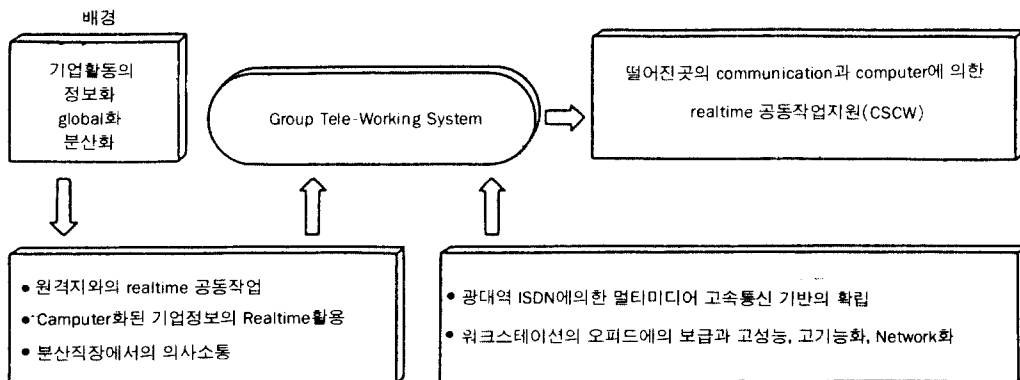 배경
기업활동의
정보화
global화
분산화
Group Tele-Working System
떨어진곳의 communication과 computer에 의한
realtime 공동작업지원(CSCW)
● 원격지와의 realtime 공동작업
● Camputer화된 기업정보의 Realtime활용
● 분산직장에서의 의사소통
● 광대역 ISDN에의한 멀티미디어 고속통신 기반의 확립
● 워크스테이션의 오피드에의 보급과 고성능, 고기능화, Network화